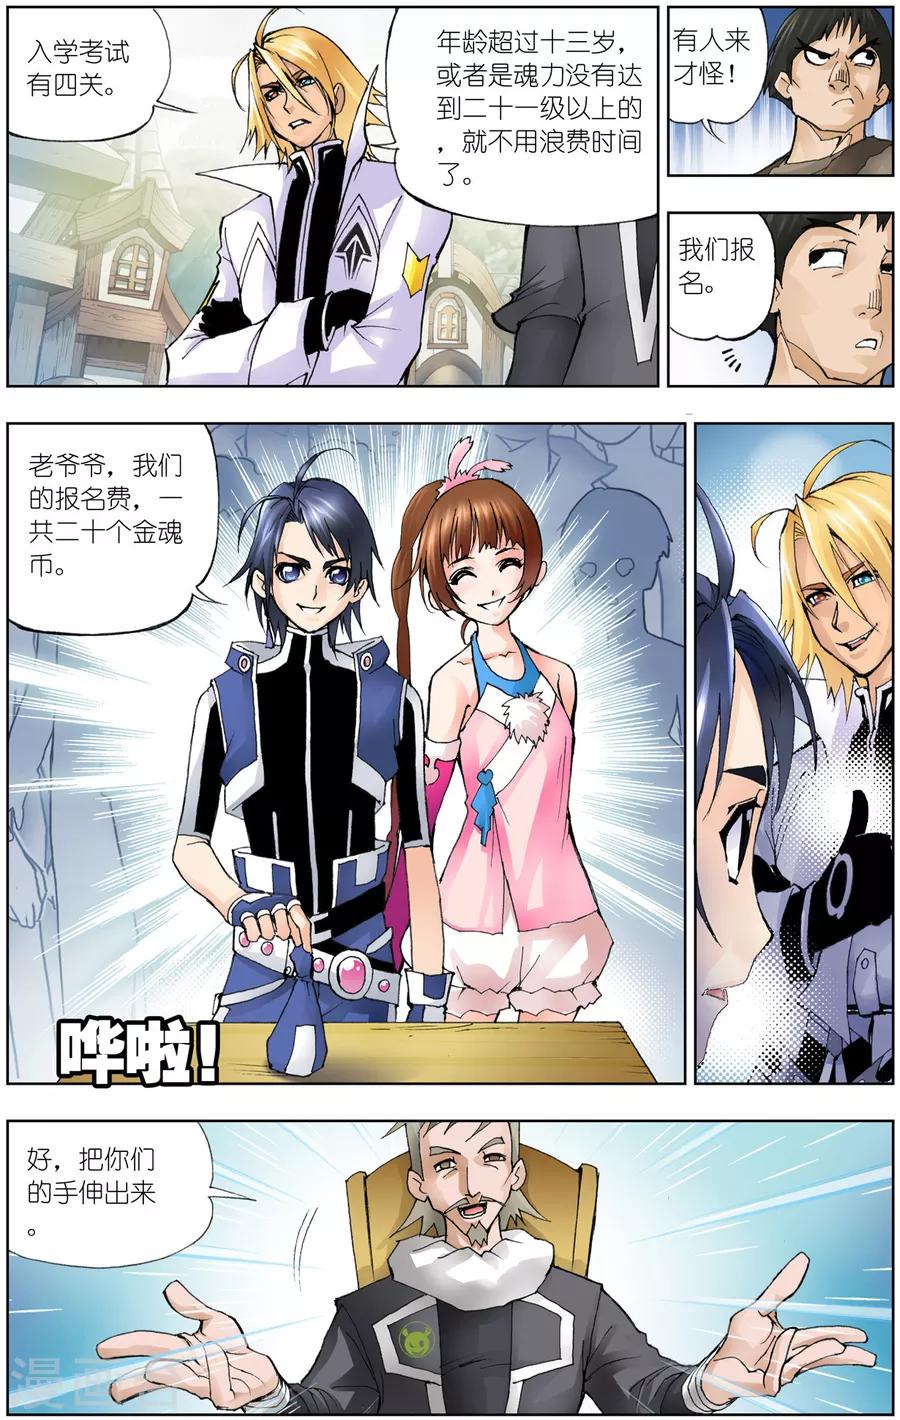 入学考试
有四关。
年龄超过十三岁，
或者是魂力没有达
到二十一级以上的
，就不用浪费时间
了。
有人来
才怪！
我们报
名。
老爷爷，我们
的报名费，一
共二十个金魂
币。
哗啦！
好，把你们
的手伸出来
。